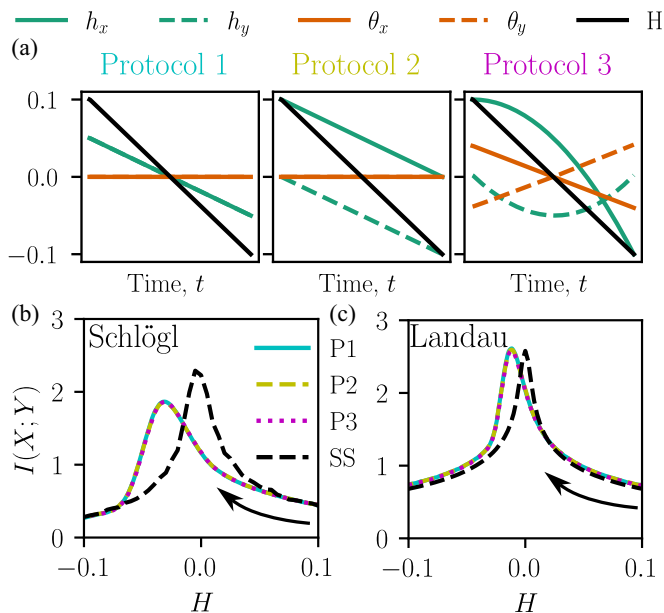 h_x h_y θ_x θ_y H
(a)
Protocol 1 Protocol 2 Protocol 3
0.1
0.0
−0.1
Time, t Time, t Time, t
(b) (c)
Schlögl Landau
P1
P2
P3
SS
I(X; Y)
3
2
1
0
3
2
1
0
−0.1 0.0 0.1 −0.1 0.0 0.1
H H